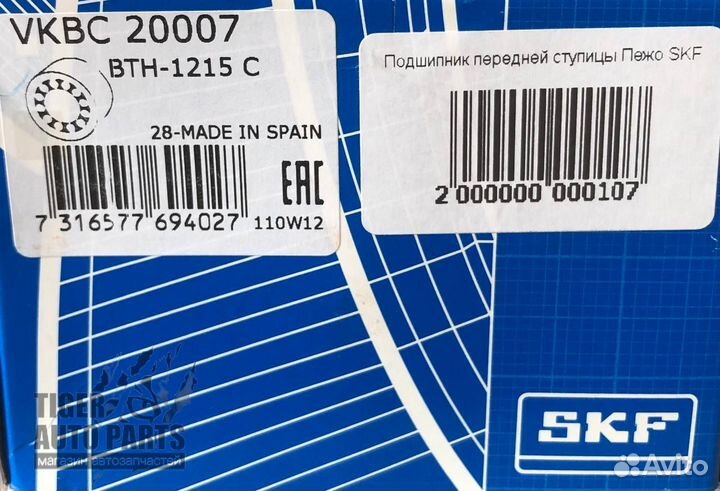 VKBC 20007
BTH-1215 C
28-MADE IN SPAIN
EAC
7 316577 694027
110W12
Подшипник передней ступицы Пежо SKF
2 000000 000107
TIGER
AUTO PARTS
магазин автозапчастей
SKF
Avito